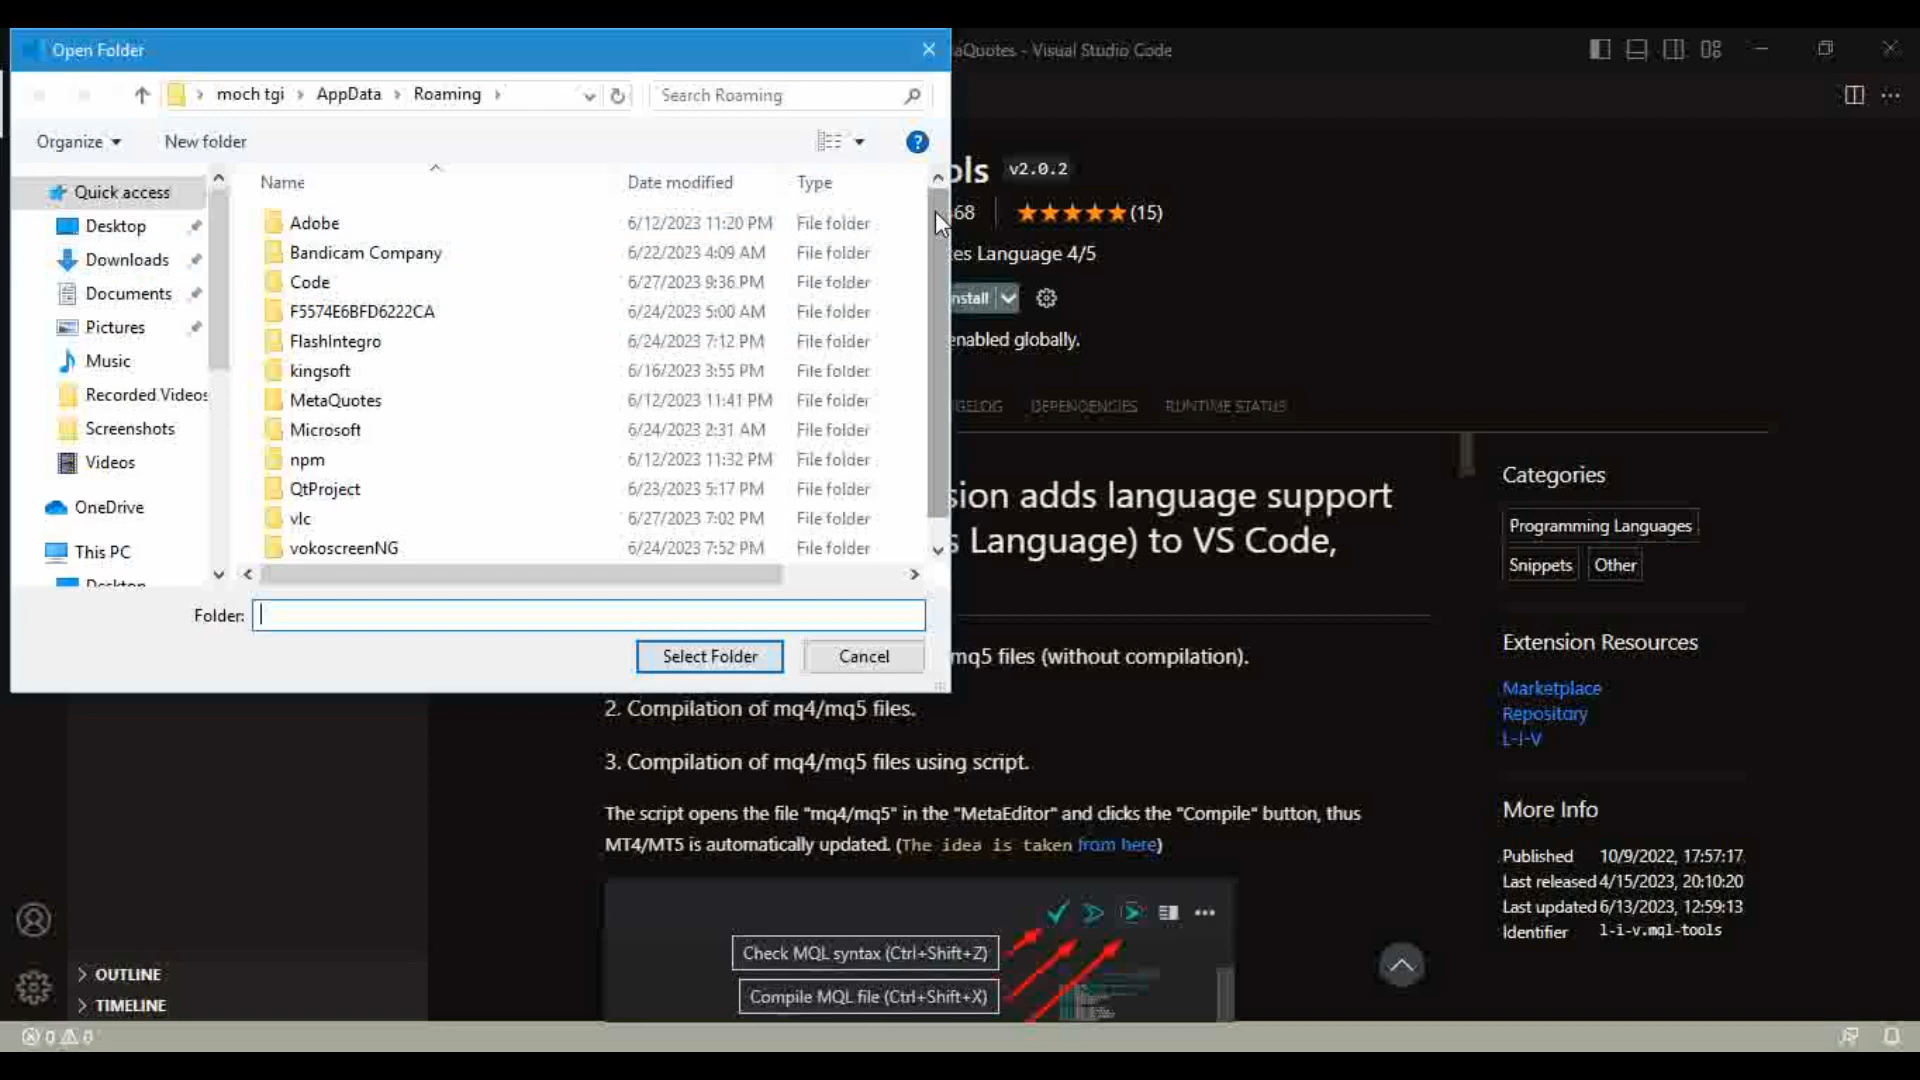 Open Folder
aQuotes - Visual Studio Code
moch tgi > AppData > Roaming >
Search Roaming
Organize
New folder
Name
Date modified
Type
Quick access
Desktop
Downloads
Documents
Pictures
Music
Recorded Videos
Screenshots
Videos
OneDrive
This PC
Desktop
Adobe 6/12/2023 11:20 PM File folder
Bandicam Company 6/22/2023 4:09 AM File folder
Code 6/27/2023 9:36 PM File folder
F5574E6BFD6222CA 6/24/2023 5:00 AM File folder
FlashIntegro 6/24/2023 7:12 PM File folder
kingsoft 6/16/2023 3:55 PM File folder
MetaQuotes 6/12/2023 11:41 PM File folder
Microsoft 6/24/2023 2:31 AM File folder
npm 6/12/2023 11:32 PM File folder
QtProject 6/23/2023 5:17 PM File folder
vlc 6/27/2023 7:02 PM File folder
vokoscreenNG 6/24/2023 7:52 PM File folder
Folder:
Select Folder
Cancel
ols v2.0.2
68
(15)
es Language 4/5
nstall
enabled globally.
GELOG DEPENDENCIES RUNTIME STATUS
sion adds language support
s Language) to VS Code,
mq5 files (without compilation).
2. Compilation of mq4/mq5 files.
3. Compilation of mq4/mq5 files using script.
The script opens the file "mq4/mq5" in the "MetaEditor" and clicks the "Compile" button, thus
MT4/MT5 is automatically updated. (The idea is taken from here)
Check MQL syntax (Ctrl+Shift+Z)
Compile MQL file (Ctrl+Shift+X)
Categories
Programming Languages
Snippets
Other
Extension Resources
Marketplace
Repository
L-I-V
More Info
Published 10/9/2022, 17:57:17
Last released 4/15/2023, 20:10:20
Last updated 6/13/2023, 12:59:13
Identifier l-i-v.mql-tools
> OUTLINE
> TIMELINE
0 0